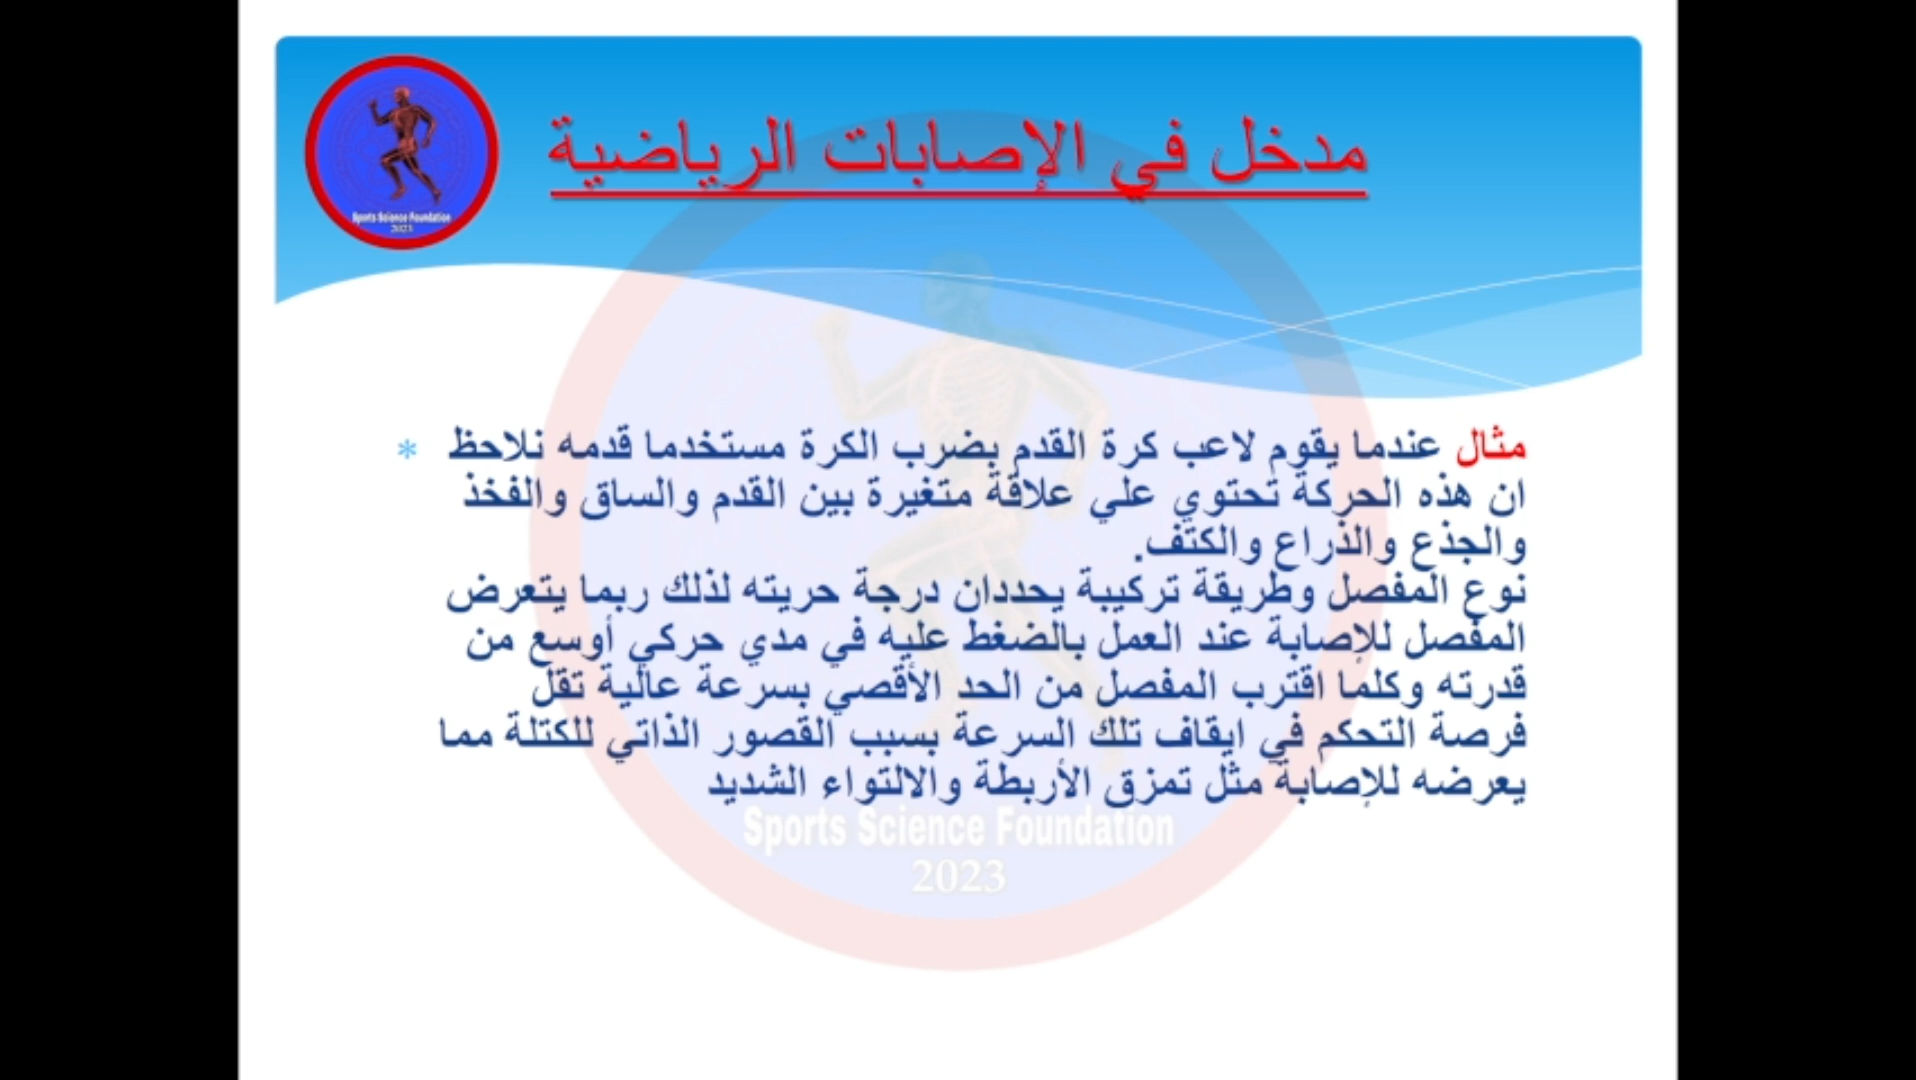 مدخل في الإصابات الرياضية
Sports Science Foundation
2023
* مثال عندما يقوم لاعب كرة القدم بضرب الكرة مستخدما قدمه نلاحظ
ان هذه الحركة تحتوي علي علاقة متغيرة بين القدم والساق والفخذ
والجذع والذراع والكتف.
نوع المفصل وطريقة تركيبة يحددان درجة حريته لذلك ربما يتعرض
المفصل للإصابة عند العمل بالضغط عليه في مدي حركي أوسع من
قدرته وكلما اقترب المفصل من الحد الأقصي بسرعة عالية تقل
فرصة التحكم في ايقاف تلك السرعة بسبب القصور الذاتي للكتلة مما
يعرضه للإصابة مثل تمزق الأربطة والالتواء الشديد
Sports Science Foundation
2023